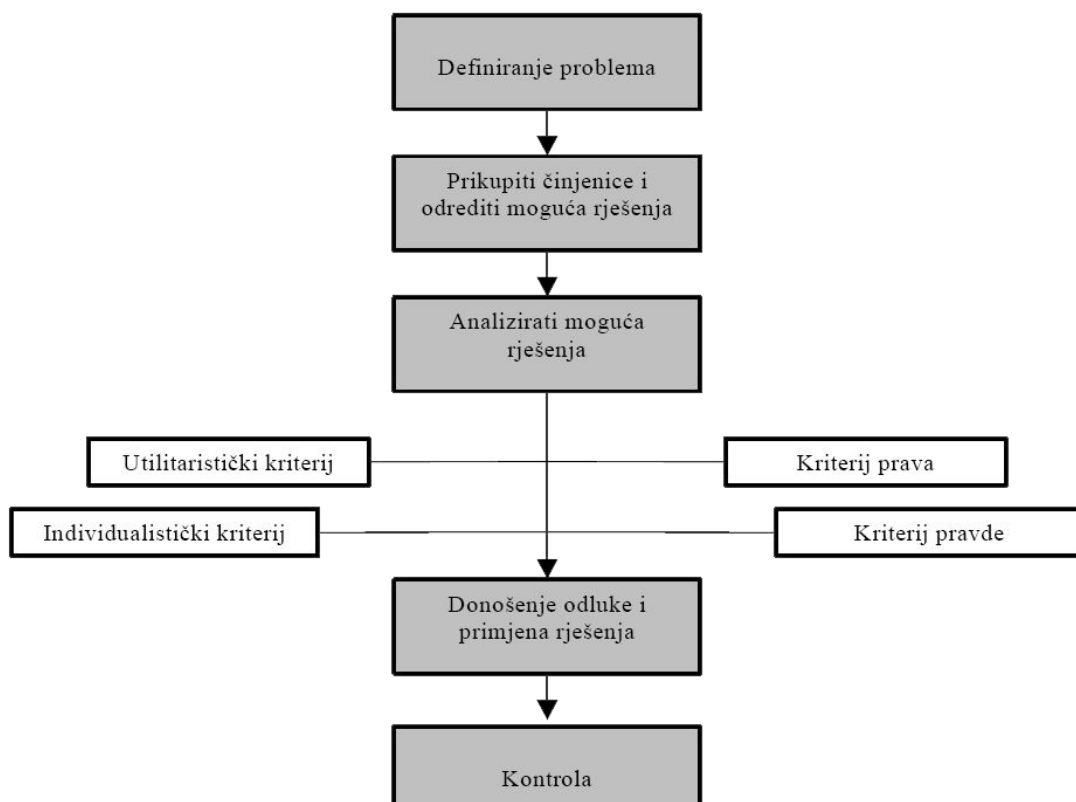 Definiranje problema
Prikupiti činjenice i
odrediti moguća rješenja
Analizirati moguća
rješenja
Utilitaristički kriterij
Kriterij prava
Individualistički kriterij
Kriterij pravde
Donošenje odluke i
primjena rješenja
Kontrola